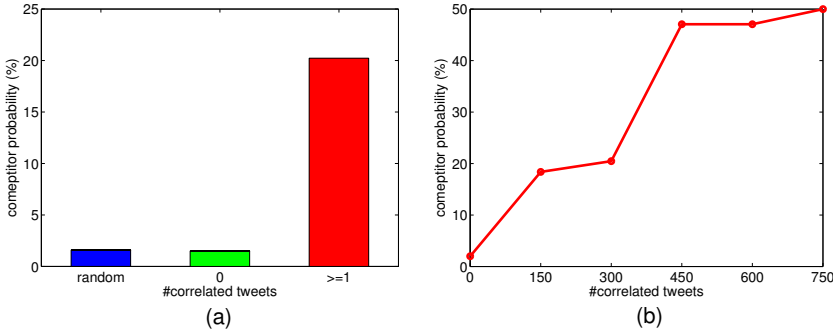 25
20
15
10
5
0
comeptitor probability (%)
random 0 >=1
#correlated tweets
(a)
50
40
30
20
10
0
comeptitor probability (%)
0 150 300 450 600 750
#correlated tweets
(b)